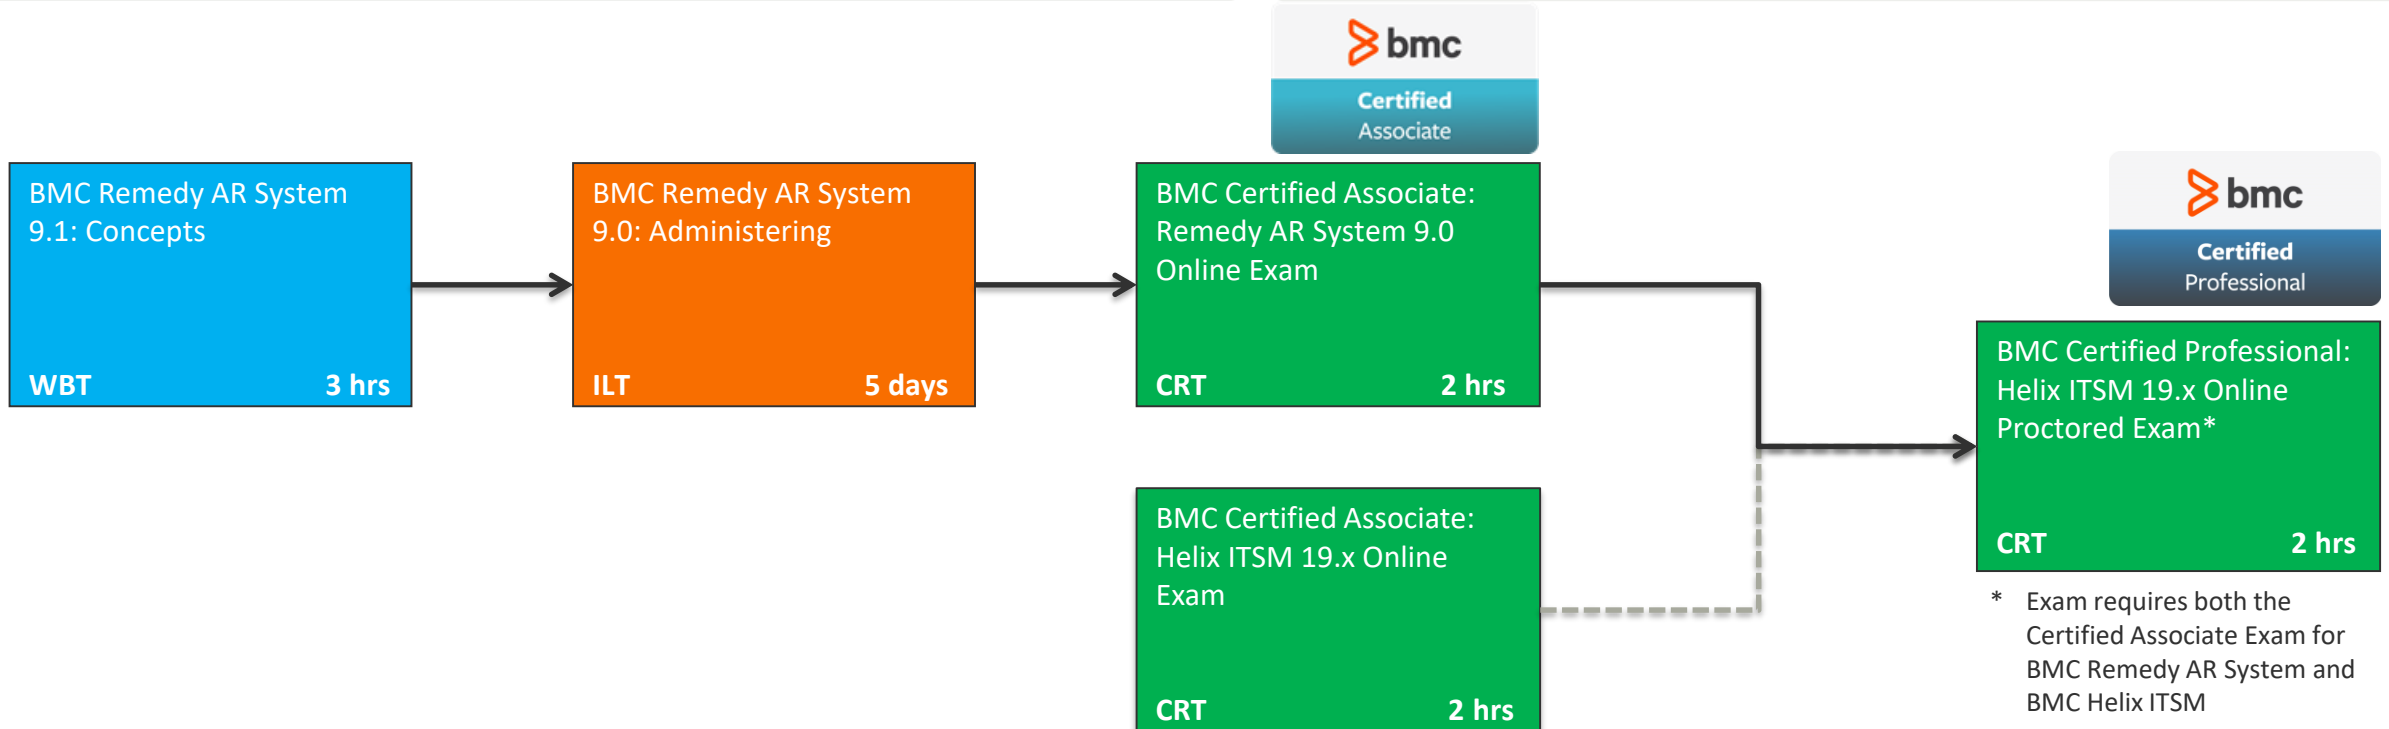 bmc
Certified
Associate
BMC Remedy AR System
9.1: Concepts
WBT 3 hrs
BMC Remedy AR System
9.0: Administering
ILT 5 days
BMC Certified Associate:
Remedy AR System 9.0
Online Exam
CRT 2 hrs
bmc
Certified
Professional
BMC Certified Professional:
Helix ITSM 19.x Online
Proctored Exam*
CRT 2 hrs
BMC Certified Associate:
Helix ITSM 19.x Online
Exam
CRT 2 hrs
* Exam requires both the
Certified Associate Exam for
BMC Remedy AR System and
BMC Helix ITSM